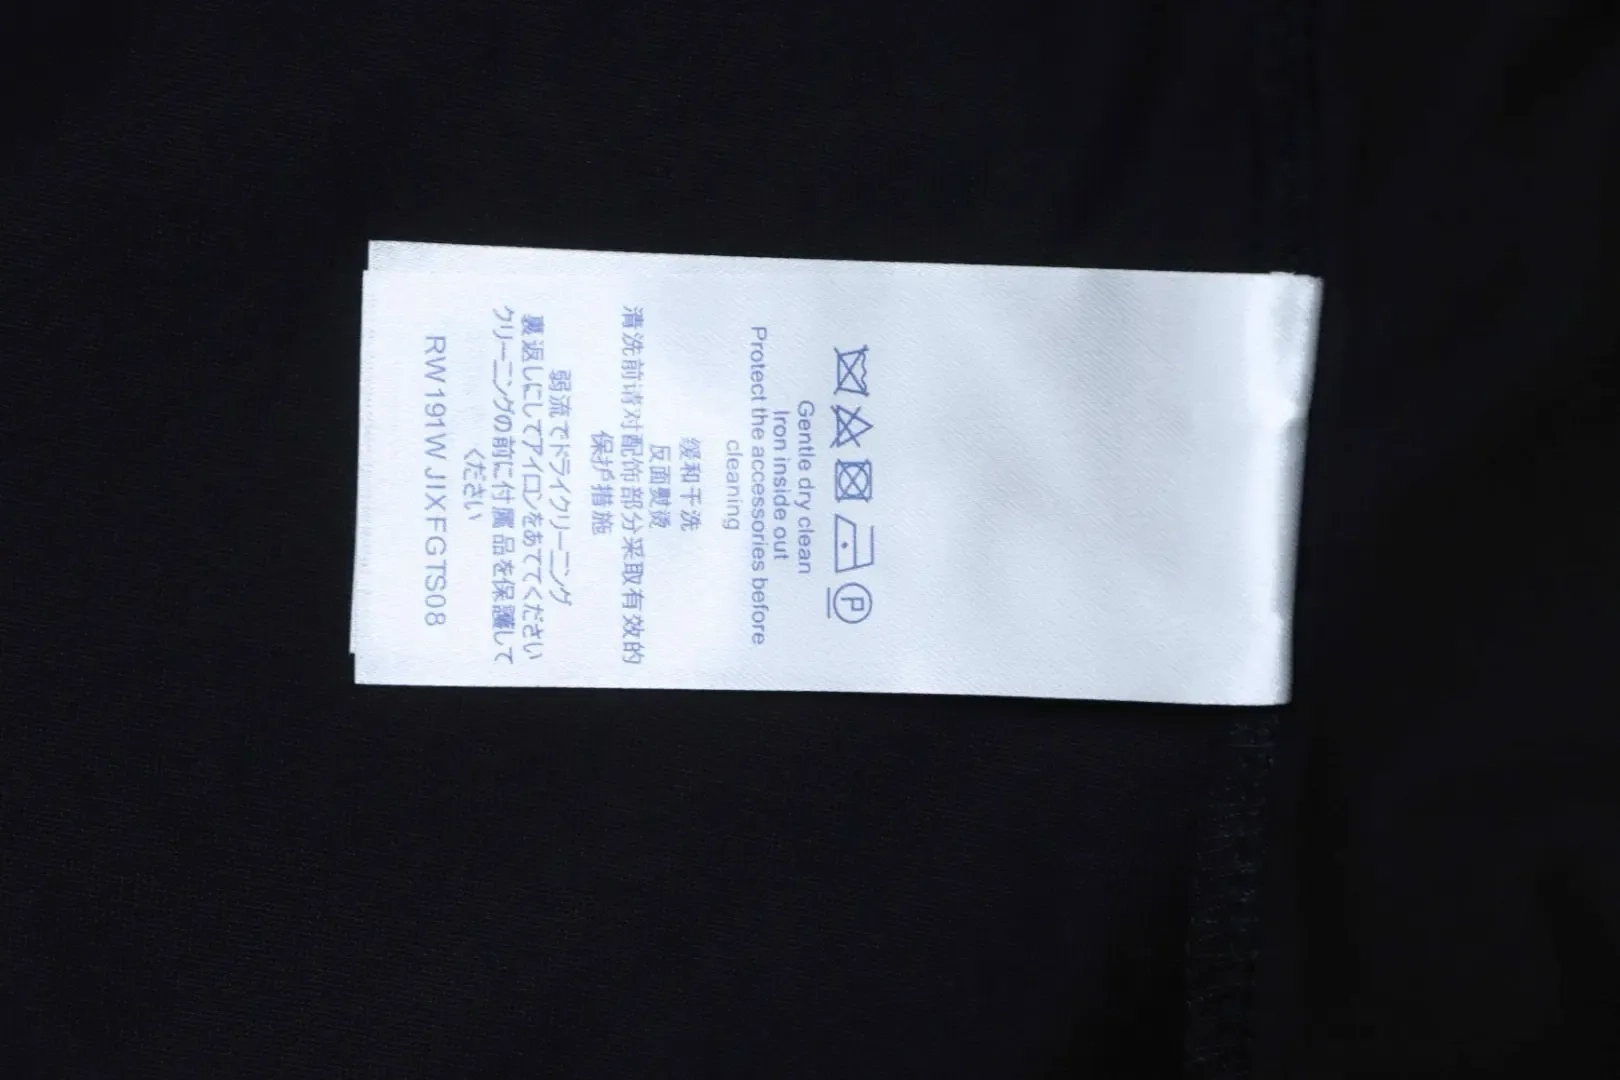 Gentle dry clean
Iron inside out
Protect the accessories before
cleaning
缓和干洗
反面熨烫
清洗前请对配饰部分采取有效的
保护措施
弱流でドライクリーニング
裏返しにしてアイロンをあててください
クリーニングの前に付属品を保護して
ください
RW191WJIXFGTS08